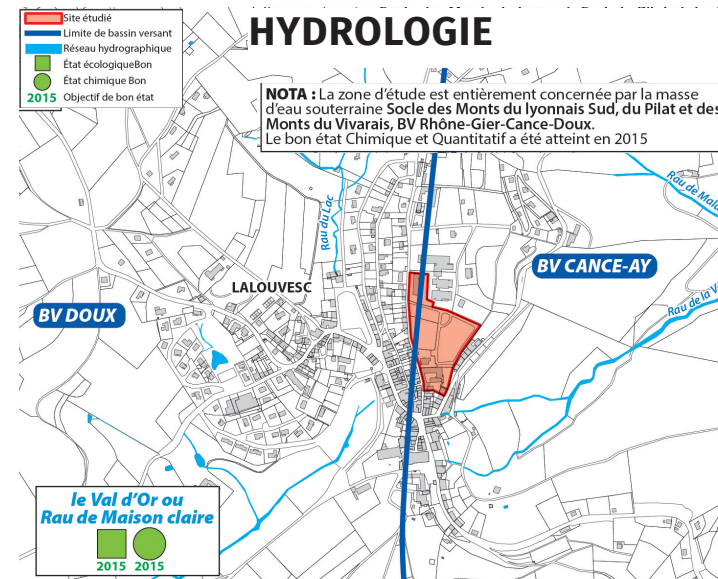 HYDROLOGIE
Site étudié
Limite de bassin versant
Réseau hydrographique
État écologiqueBon
État chimique Bon
2015 Objectif de bon état
NOTA : La zone d'étude est entièrement concernée par la masse
d'eau souterraine Socle des Monts du lyonnais Sud, du Pilat et des
Monts du Vivarais, BV Rhône-Gier-Cance-Doux.
Le bon état Chimique et Quantitatif a été atteint en 2015
Rau du Lac
BV CANCE-AY
LALOUVESC
BV DOUX
le Val d'Or ou
Rau de Maison claire
2015 2015